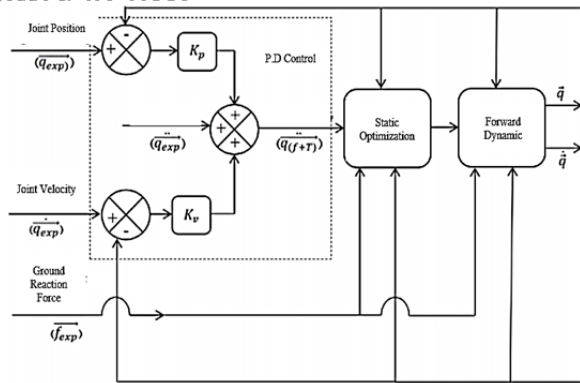 Joint Position
(q_exp)
-
+
K_p
P.D Control
+
+
+
(q̈_exp)
(q̈_(f+T))
Static
Optimization
Forward
Dynamic
q⃗
q̇⃗
Joint Velocity
(q̇_exp)
+
-
K_v
Ground
Reaction
Force
(f_exp)